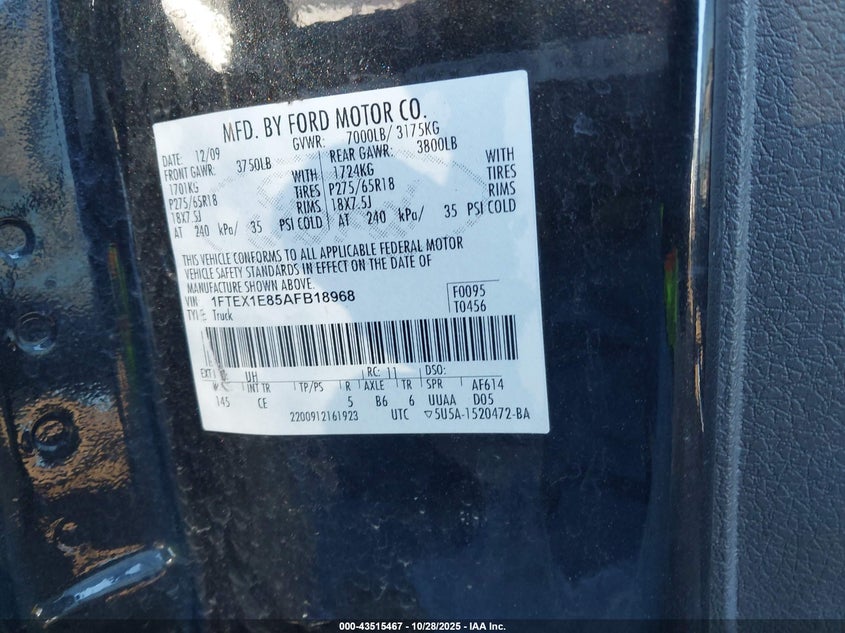 MFD. BY FORD MOTOR CO.
DATE: 12/09 GVWR: 7000LB/ 3175KG
FRONT GAWR: 3750LB REAR GAWR: 3800LB
1701KG WITH 1724KG WITH
P275/65R18 TIRES P275/65R18 TIRES
18X7.5J RIMS 18X7.5J RIMS
AT 240 kPa/ 35 PSI COLD AT 240 kPa/ 35 PSI COLD
THIS VEHICLE CONFORMS TO ALL APPLICABLE FEDERAL MOTOR
VEHICLE SAFETY STANDARDS IN EFFECT ON THE DATE OF
MANUFACTURE SHOWN ABOVE.
VIN: 1FTEX1E85AFB18968 F0095
TYPE: Truck T0456
EXT UH RC: 11 DSO:
INT TR TP/PS R AXLE TR SPR AF614
145 CE 5 B6 6 UUAA D05
2200912161923 UTC ▽5U5A-1520472-BA
000-43515467 - 10/28/2025 - IAA Inc.